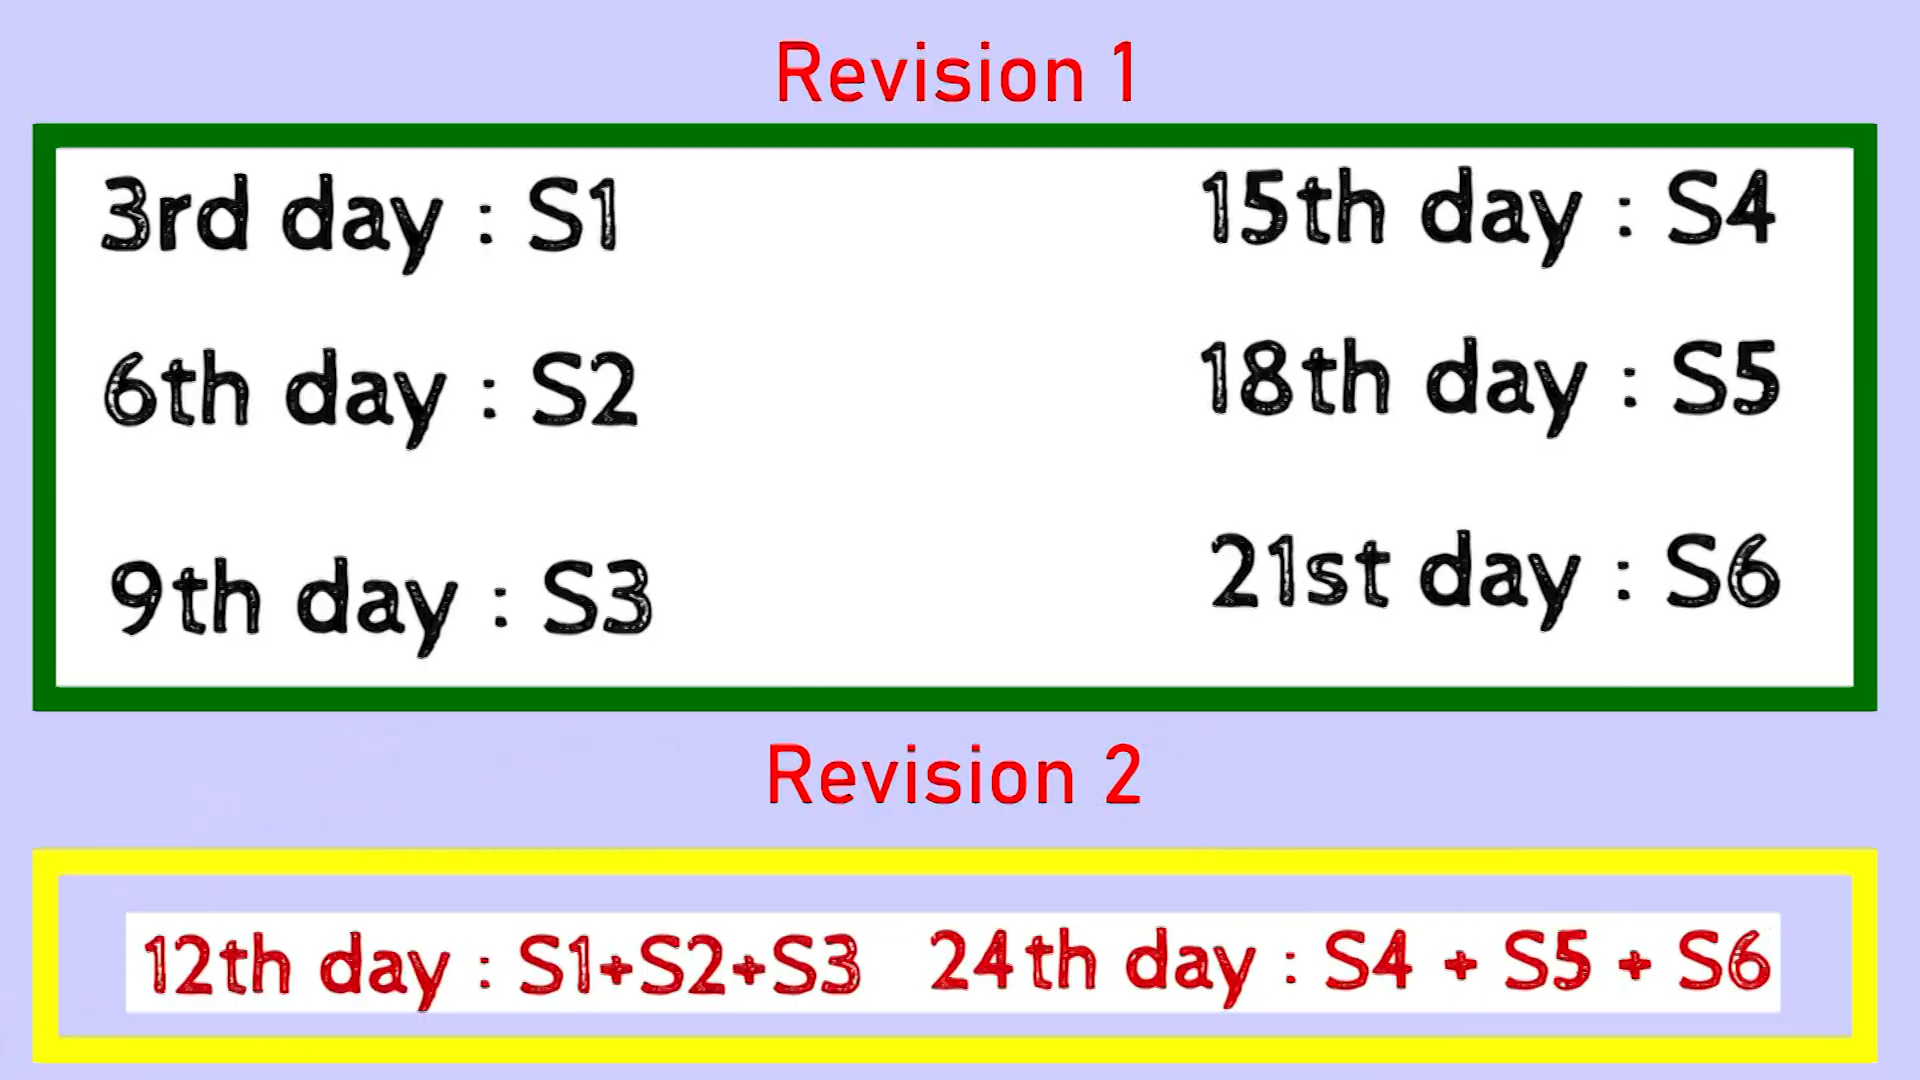 Revision 1
3rd day : S1
6th day : S2
9th day : S3
15th day : S4
18th day : S5
21st day : S6
Revision 2
12th day : S1+S2+S3
24th day : S4 + S5 + S6